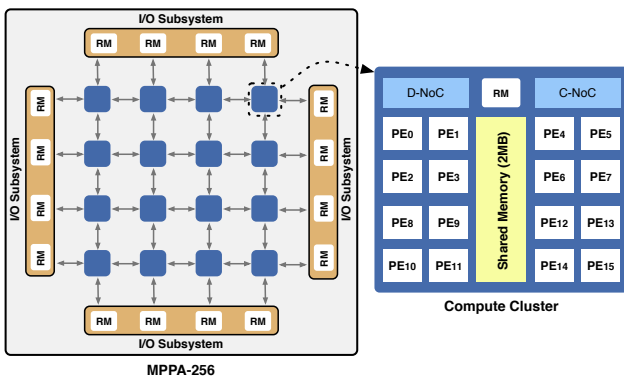 I/O Subsystem
RM RM RM RM
I/O Subsystem
RM
RM
RM
RM
RM
RM
RM
RM
I/O Subsystem
RM RM RM RM
I/O Subsystem
MPPA-256
D-NoC RM C-NoC
PE0 PE1 PE4 PE5
PE2 PE3 PE6 PE7
Shared Memory (2MB)
PE8 PE9 PE12 PE13
PE10 PE11 PE14 PE15
Compute Cluster